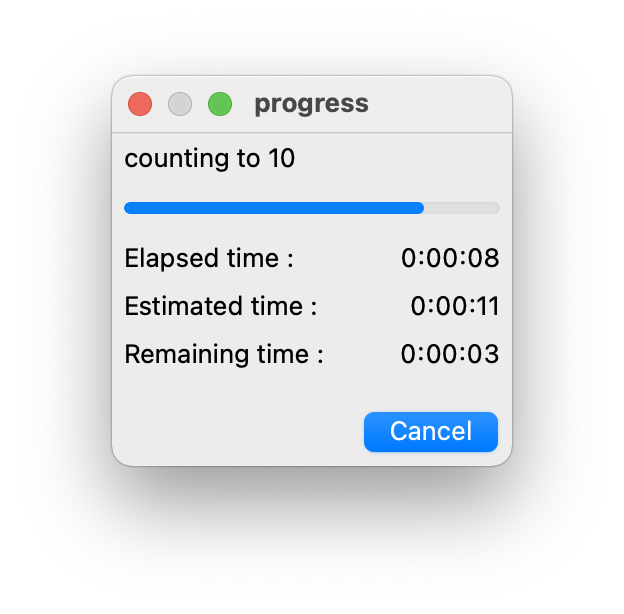 progress
counting to 10
Elapsed time : 0:00:08
Estimated time : 0:00:11
Remaining time : 0:00:03
Cancel